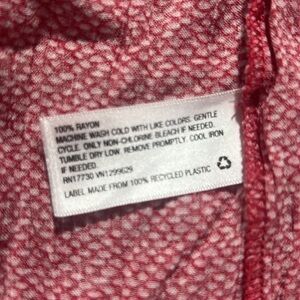 100% RAYON
MACHINE WASH COLD WITH LIKE COLORS. GENTLE
CYCLE. ONLY NON-CHLORINE BLEACH IF NEEDED.
TUMBLE DRY LOW. REMOVE PROMPTLY. COOL IRON
IF NEEDED.
RN17730 VN1299629
LABEL MADE FROM 100% RECYCLED PLASTIC